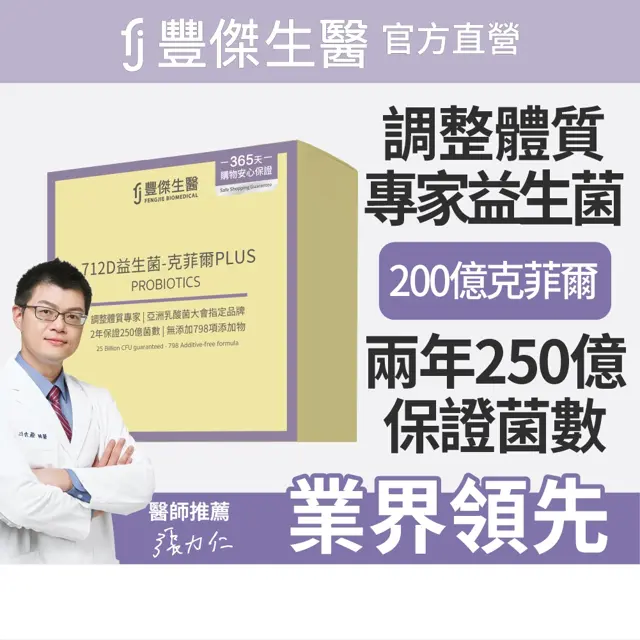 fj 豐傑生醫 官方直營
調整體質
專家益生菌
200億克菲爾
兩年250億
保證菌數
365天
購物安心保證
Safe Shopping Guarantee
fj 豐傑生醫
FENGJIE BIOMEDICAL
712D益生菌-克菲爾PLUS
PROBIOTICS
調整體質專家|亞洲乳酸菌大會指定品牌
2年保證250億菌數|無添加798項添加物
25 Billion CFU guaranteed · 798 Additive-free formula
醫師推薦
張力仁
業界領先